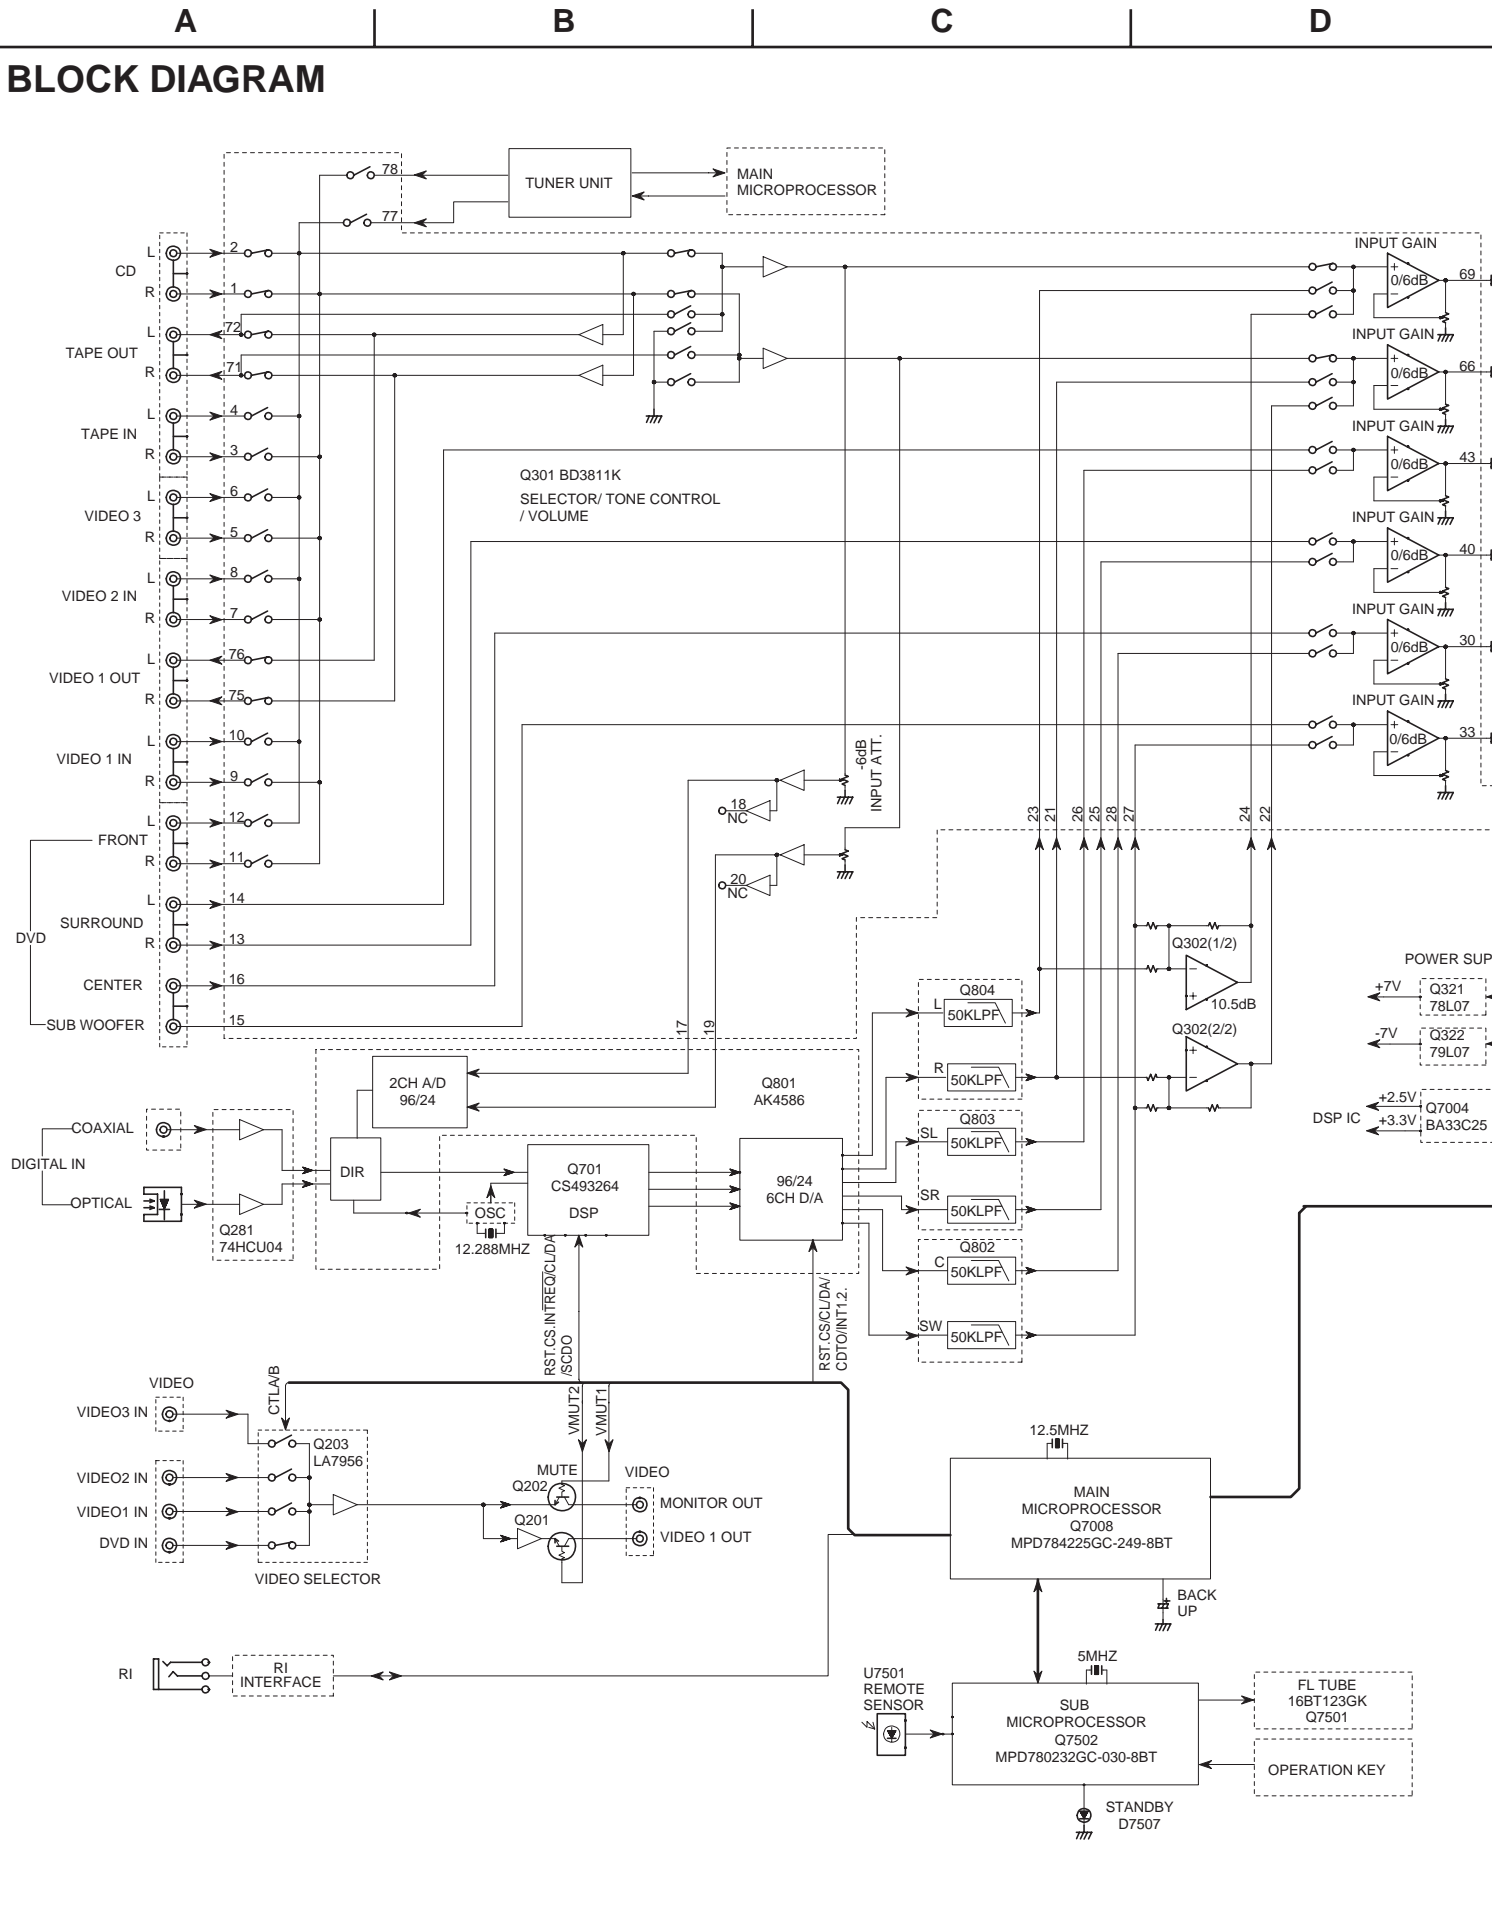 A B C D
BLOCK DIAGRAM
78
TUNER UNIT
MAIN
MICROPROCESSOR
77
INPUT GAIN
L
2
CD
+
0/6dB
−
69
R
1
L
72
INPUT GAIN
TAPE OUT
+
0/6dB
−
66
R
71
L
4
TAPE IN
INPUT GAIN
R
3
+
0/6dB
−
43
Q301 BD3811K
SELECTOR/ TONE CONTROL
/ VOLUME
L
6
VIDEO 3
INPUT GAIN
R
5
+
0/6dB
−
40
L
8
VIDEO 2 IN
INPUT GAIN
R
7
+
0/6dB
−
30
L
76
VIDEO 1 OUT
INPUT GAIN
R
75
+
0/6dB
−
33
L
10
VIDEO 1 IN
R
9
-6dB
INPUT ATT.
18
NC
23
21
26
25
28
27
24
22
L
12
FRONT
R
11
20
NC
L
14
SURROUND
DVD
R
13
CENTER
16
SUB WOOFER
15
17
19
Q302(1/2)
−
+
10.5dB
Q302(2/2)
+
−
POWER SUP
+7V
Q321
78L07
-7V
Q322
79L07
DSP IC
+2.5V
+3.3V
Q7004
BA33C25
Q804
L
50KLPF
R
50KLPF
Q803
SL
50KLPF
SR
50KLPF
Q802
C
50KLPF
SW
50KLPF
2CH A/D
96/24
Q801
AK4586
COAXIAL
DIGITAL IN
OPTICAL
Q281
74HCU04
DIR
Q701
CS493264
DSP
OSC
12.288MHZ
96/24
6CH D/A
RST.CS.INTREQ/CL/DA
/SCDO
RST.CS/CL/DA/
CDTO/INT1.2.
VIDEO
CTLA/B
VMUT2
VMUT1
VIDEO3 IN
Q203
LA7956
VIDEO2 IN
VIDEO1 IN
DVD IN
VIDEO SELECTOR
MUTE
Q202
Q201
VIDEO
MONITOR OUT
VIDEO 1 OUT
12.5MHZ
MAIN
MICROPROCESSOR
Q7008
MPD784225GC-249-8BT
BACK
UP
RI
RI
INTERFACE
5MHZ
U7501
REMOTE
SENSOR
SUB
MICROPROCESSOR
Q7502
MPD780232GC-030-8BT
FL TUBE
16BT123GK
Q7501
OPERATION KEY
STANDBY
D7507